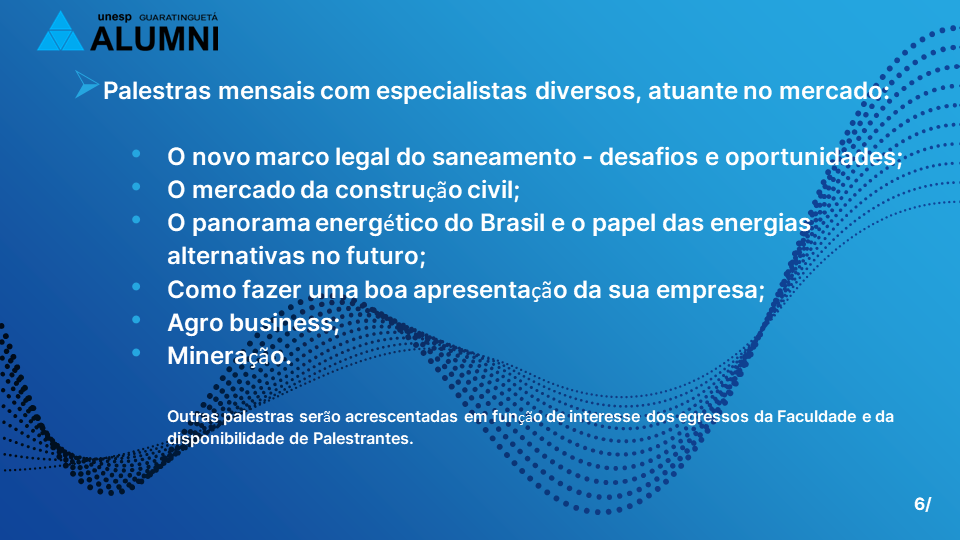 unesp GUARATINGUETÁ
ALUMNI
Palestras mensais com especialistas diversos, atuante no mercado:
O novo marco legal do saneamento - desafios e oportunidades;
O mercado da construção civil;
O panorama energético do Brasil e o papel das energias
alternativas no futuro;
Como fazer uma boa apresentação da sua empresa;
Agro business;
Mineração.
Outras palestras serão acrescentadas em função de interesse dos egressos da Faculdade e da
disponibilidade de Palestrantes.
6/